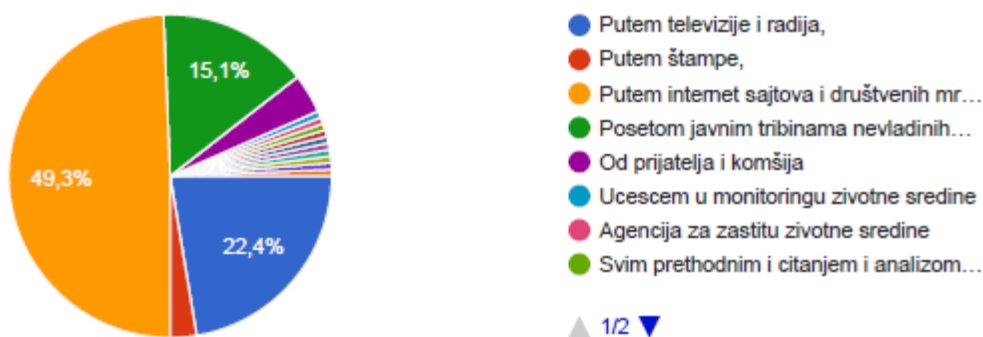 15,1%
49,3%
22,4%
Putem televizije i radija,
Putem štampe,
Putem internet sajtova i društvenih mr…
Posetom javnim tribinama nevladinih…
Od prijatelja i komšija
Ucescem u monitoringu zivotne sredine
Agencija za zastitu zivotne sredine
Svim prethodnim i citanjem i analizom…
1/2